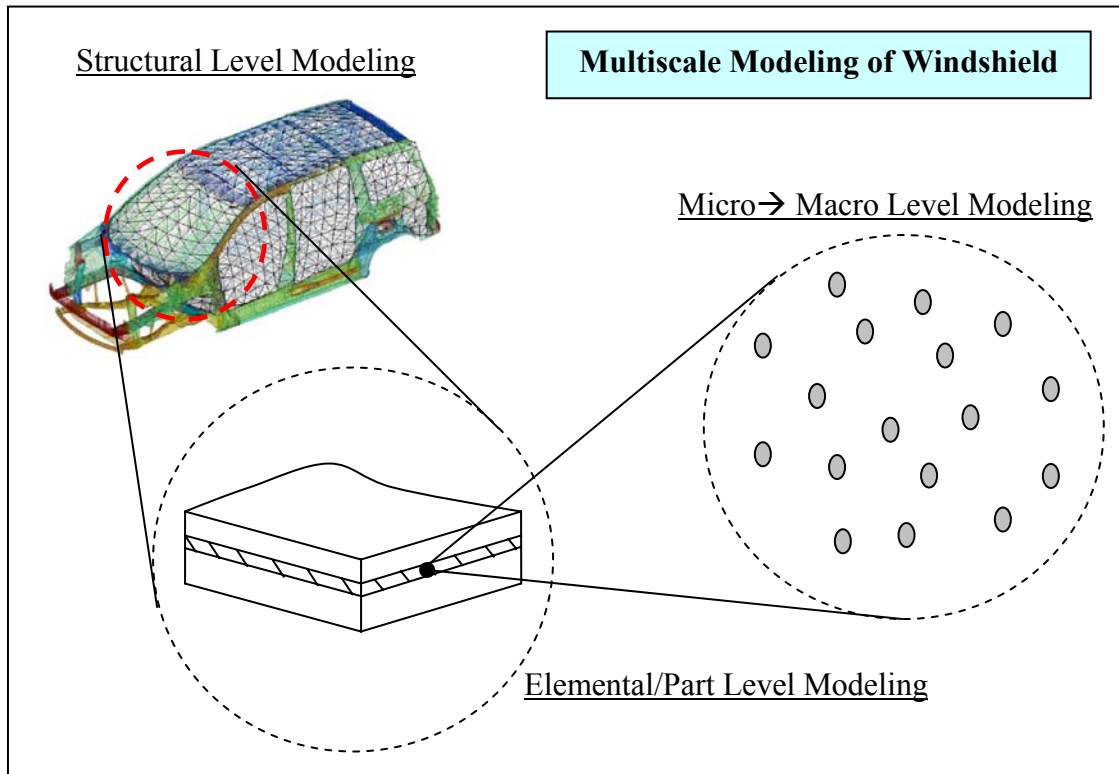 Structural Level Modeling
Multiscale Modeling of Windshield
Micro→ Macro Level Modeling
Elemental/Part Level Modeling